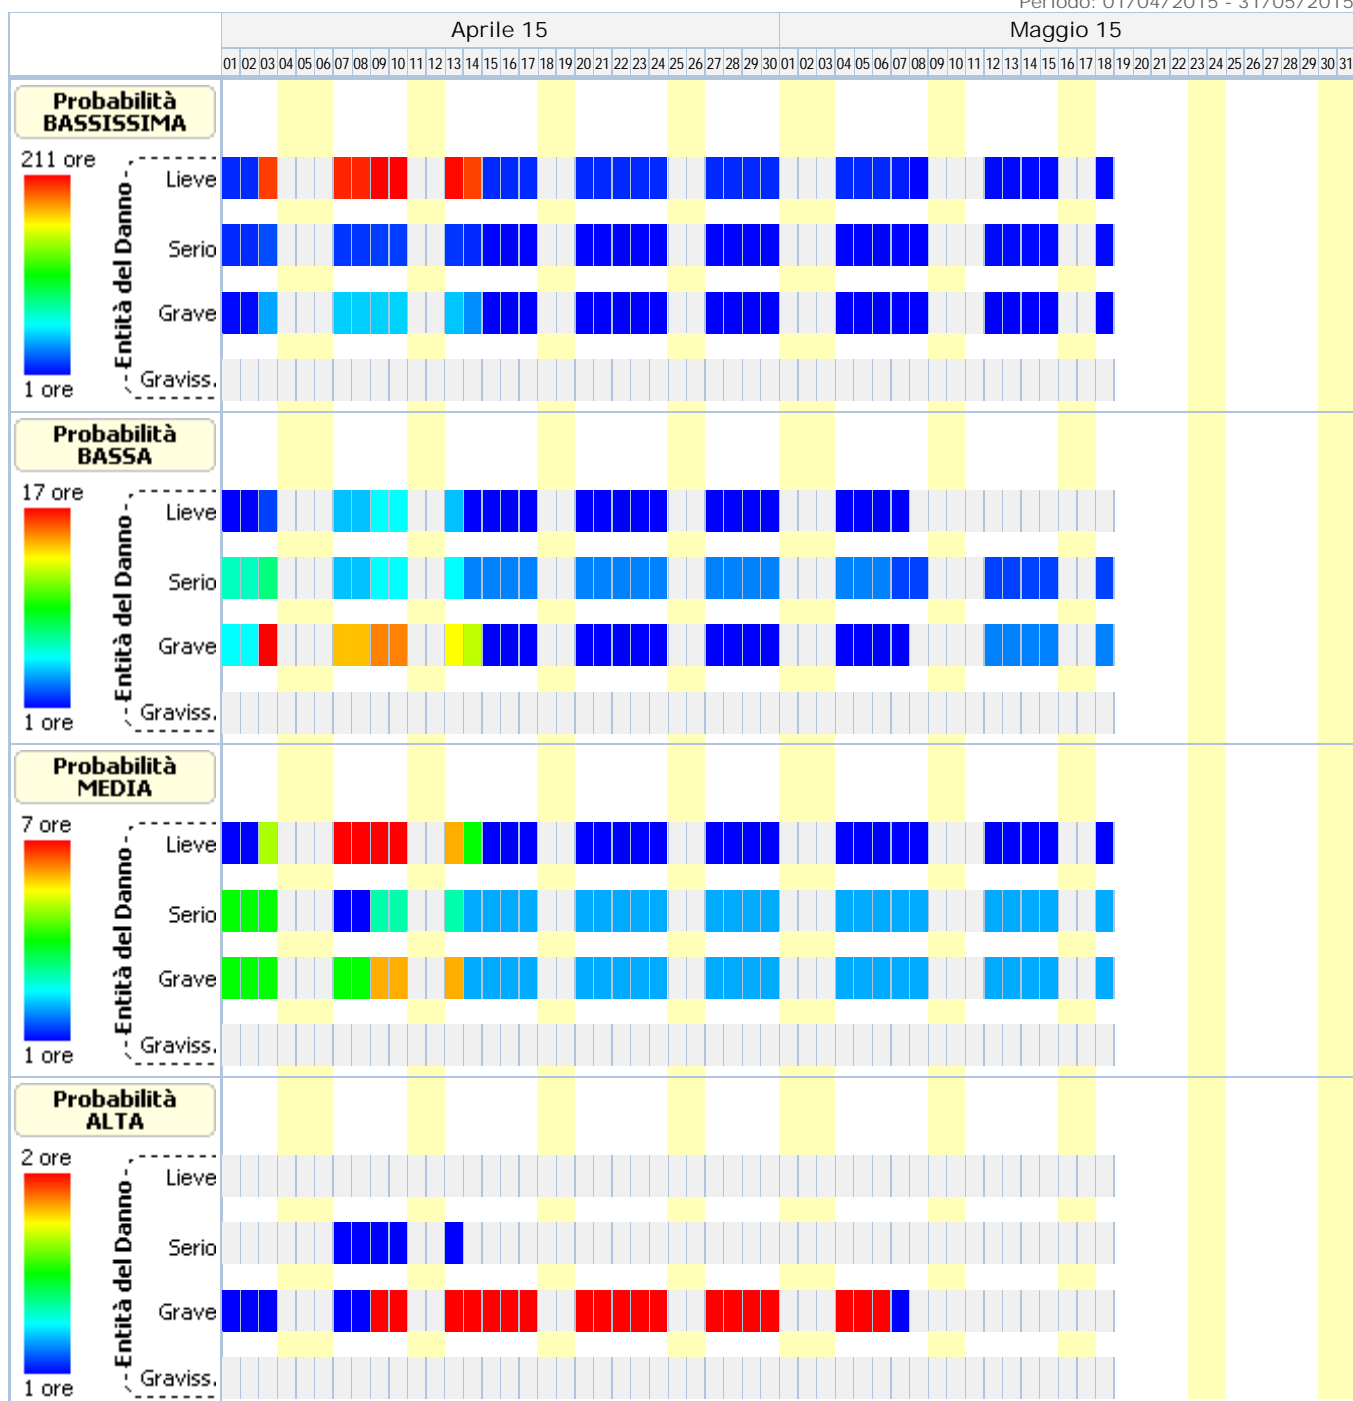 Periodo: 01/04/2015 - 31/05/2015
Aprile 15 Maggio 15
01 02 03 04 05 06 07 08 09 10 11 12 13 14 15 16 17 18 19 20 21 22 23 24 25 26 27 28 29 30 01 02 03 04 05 06 07 08 09 10 11 12 13 14 15 16 17 18 19 20 21 22 23 24 25 26 27 28 29 30 31
Probabilità
BASSISSIMA
211 ore
1 ore
Entità del Danno
Lieve
Serio
Grave
Graviss.
Probabilità
BASSA
17 ore
1 ore
Entità del Danno
Lieve
Serio
Grave
Graviss.
Probabilità
MEDIA
7 ore
1 ore
Entità del Danno
Lieve
Serio
Grave
Graviss.
Probabilità
ALTA
2 ore
1 ore
Entità del Danno
Lieve
Serio
Grave
Graviss.